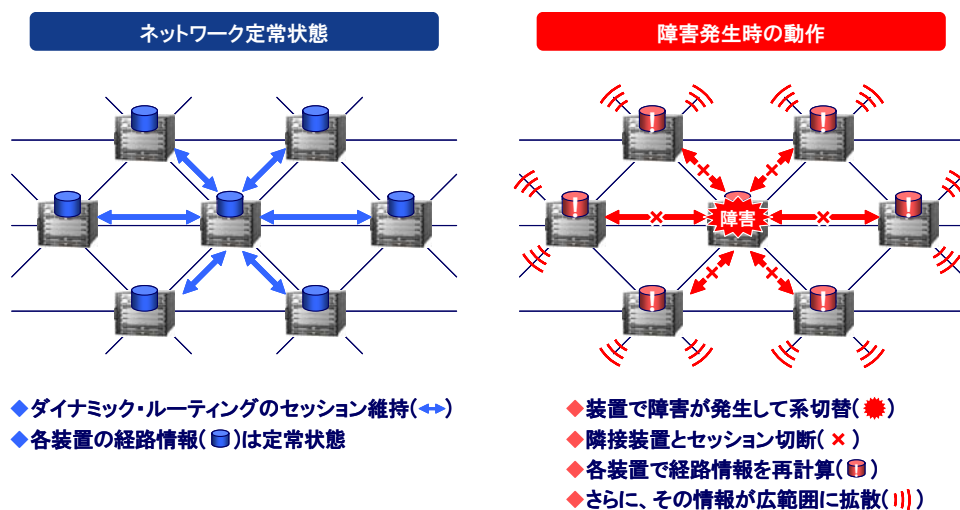 ネットワーク定常状態
障害発生時の動作
障害
◆ダイナミック・ルーティングのセッション維持(↔)
◆各装置の経路情報( )は定常状態
◆装置で障害が発生して系切替( )
◆隣接装置とセッション切断(×)
◆各装置で経路情報を再計算(!)
◆さらに、その情報が広範囲に拡散( )